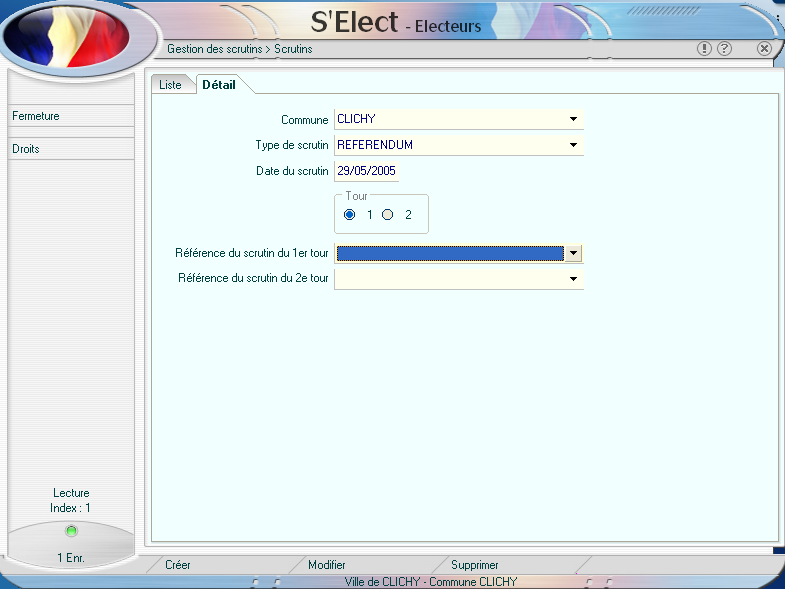 S'Elect - Electeurs
Gestion des scrutins > Scrutins
! ?
Liste Détail
Fermeture
Droits
Commune CLICHY
Type de scrutin REFERENDUM
Date du scrutin 29/05/2005
Tour
1 2
Référence du scrutin du 1er tour
Référence du scrutin du 2e tour
Lecture
Index : 1
1 Enr.
Créer Modifier Supprimer
Ville de CLICHY - Commune CLICHY